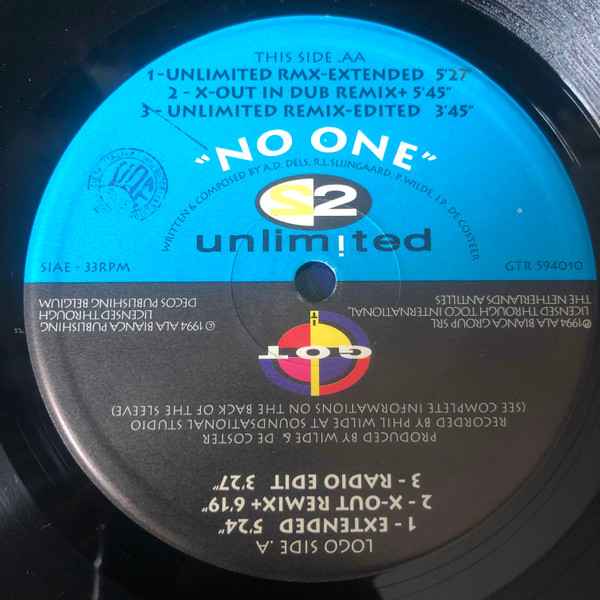 THIS SIDE .AA
1-UNLIMITED RMX-EXTENDED 5'27"
2 - X-OUT IN DUB REMIX+ 5'45"
3 - UNLIMITED REMIX-EDITED 3'45"
"NO ONE"
WRITTEN & COMPOSED BY A.D. DELS, R.L.SLIJNGAARD, P. WILDE, J.P. DE COSTEER
2 2
unlimited
SIAE - 33RPM
GTR 594010
LOGO SIDE .A
1 - EXTENDED 5'24"
2 - X-OUT REMIX+ 6'19"
3 - RADIO EDIT 3'27"
PRODUCED BY WILDE & DE COSTER
RECORDED BY PHIL WILDE AT SOUNDSATIONAL STUDIO
(SEE COMPLETE INFORMATIONS ON THE BACK OF THE SLEEVE)
GOT
IT
℗1994 ALA BIANCA GROUP SRL
LICENSED THROUGH TOCO INTERNATIONAL
THE NETHERLANDS ANTILLES
©1994 ALA BIANCA PUBLISHING
LICENSED THROUGH
DECOS PUBLISHING BELGIUM